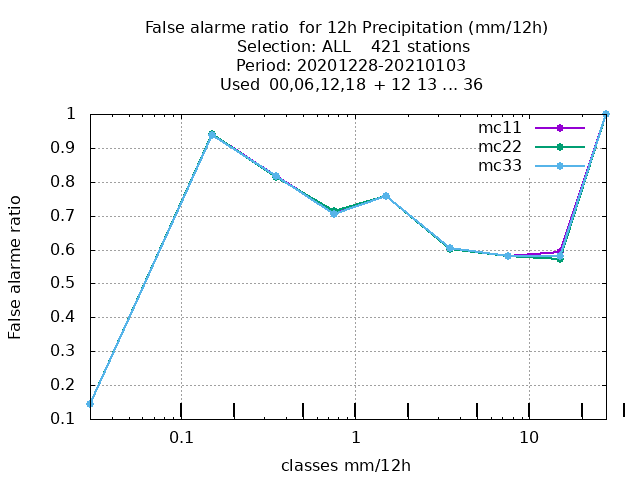 False alarme ratio for 12h Precipitation (mm/12h)
Selection: ALL 421 stations
Period: 20201228-20210103
Used 00,06,12,18 + 12 13 ... 36
mc11
mc22
mc33
1
0.9
0.8
0.7
0.6
0.5
0.4
0.3
0.2
0.1
False alarme ratio
0.1 1 10
classes mm/12h